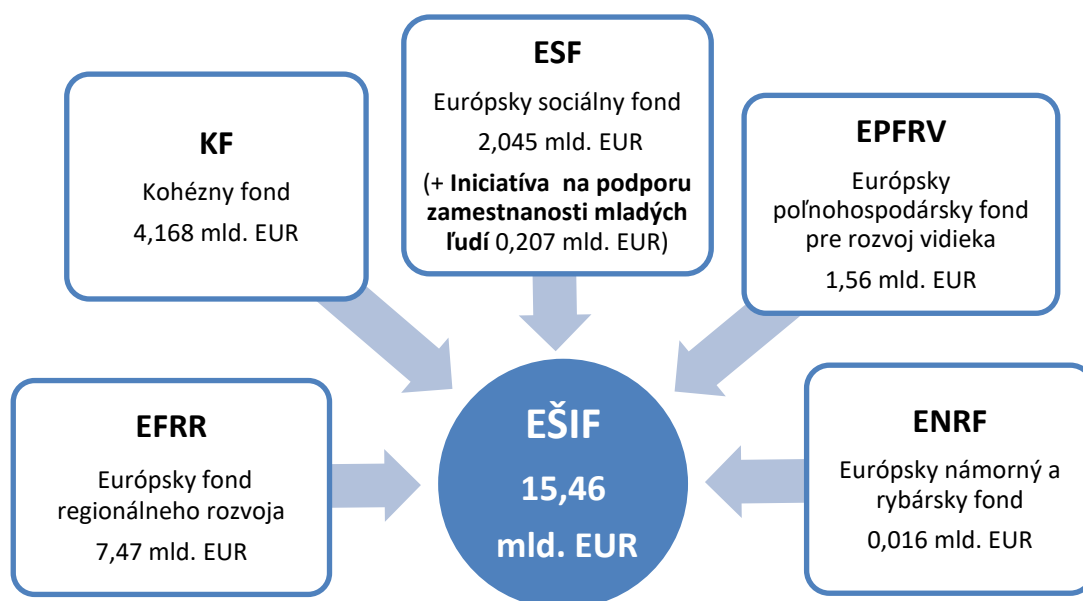 KF
Kohézny fond
4,168 mld. EUR
ESF
Európsky sociálny fond
2,045 mld. EUR
(+ Iniciatíva na podporu
zamestnanosti mladých
ľudí 0,207 mld. EUR)
EPFRV
Európsky
poľnohospodársky fond
pre rozvoj vidieka
1,56 mld. EUR
EFRR
Európsky fond
regionálneho rozvoja
7,47 mld. EUR
EŠIF
15,46
mld. EUR
ENRF
Európsky námorný a
rybársky fond
0,016 mld. EUR